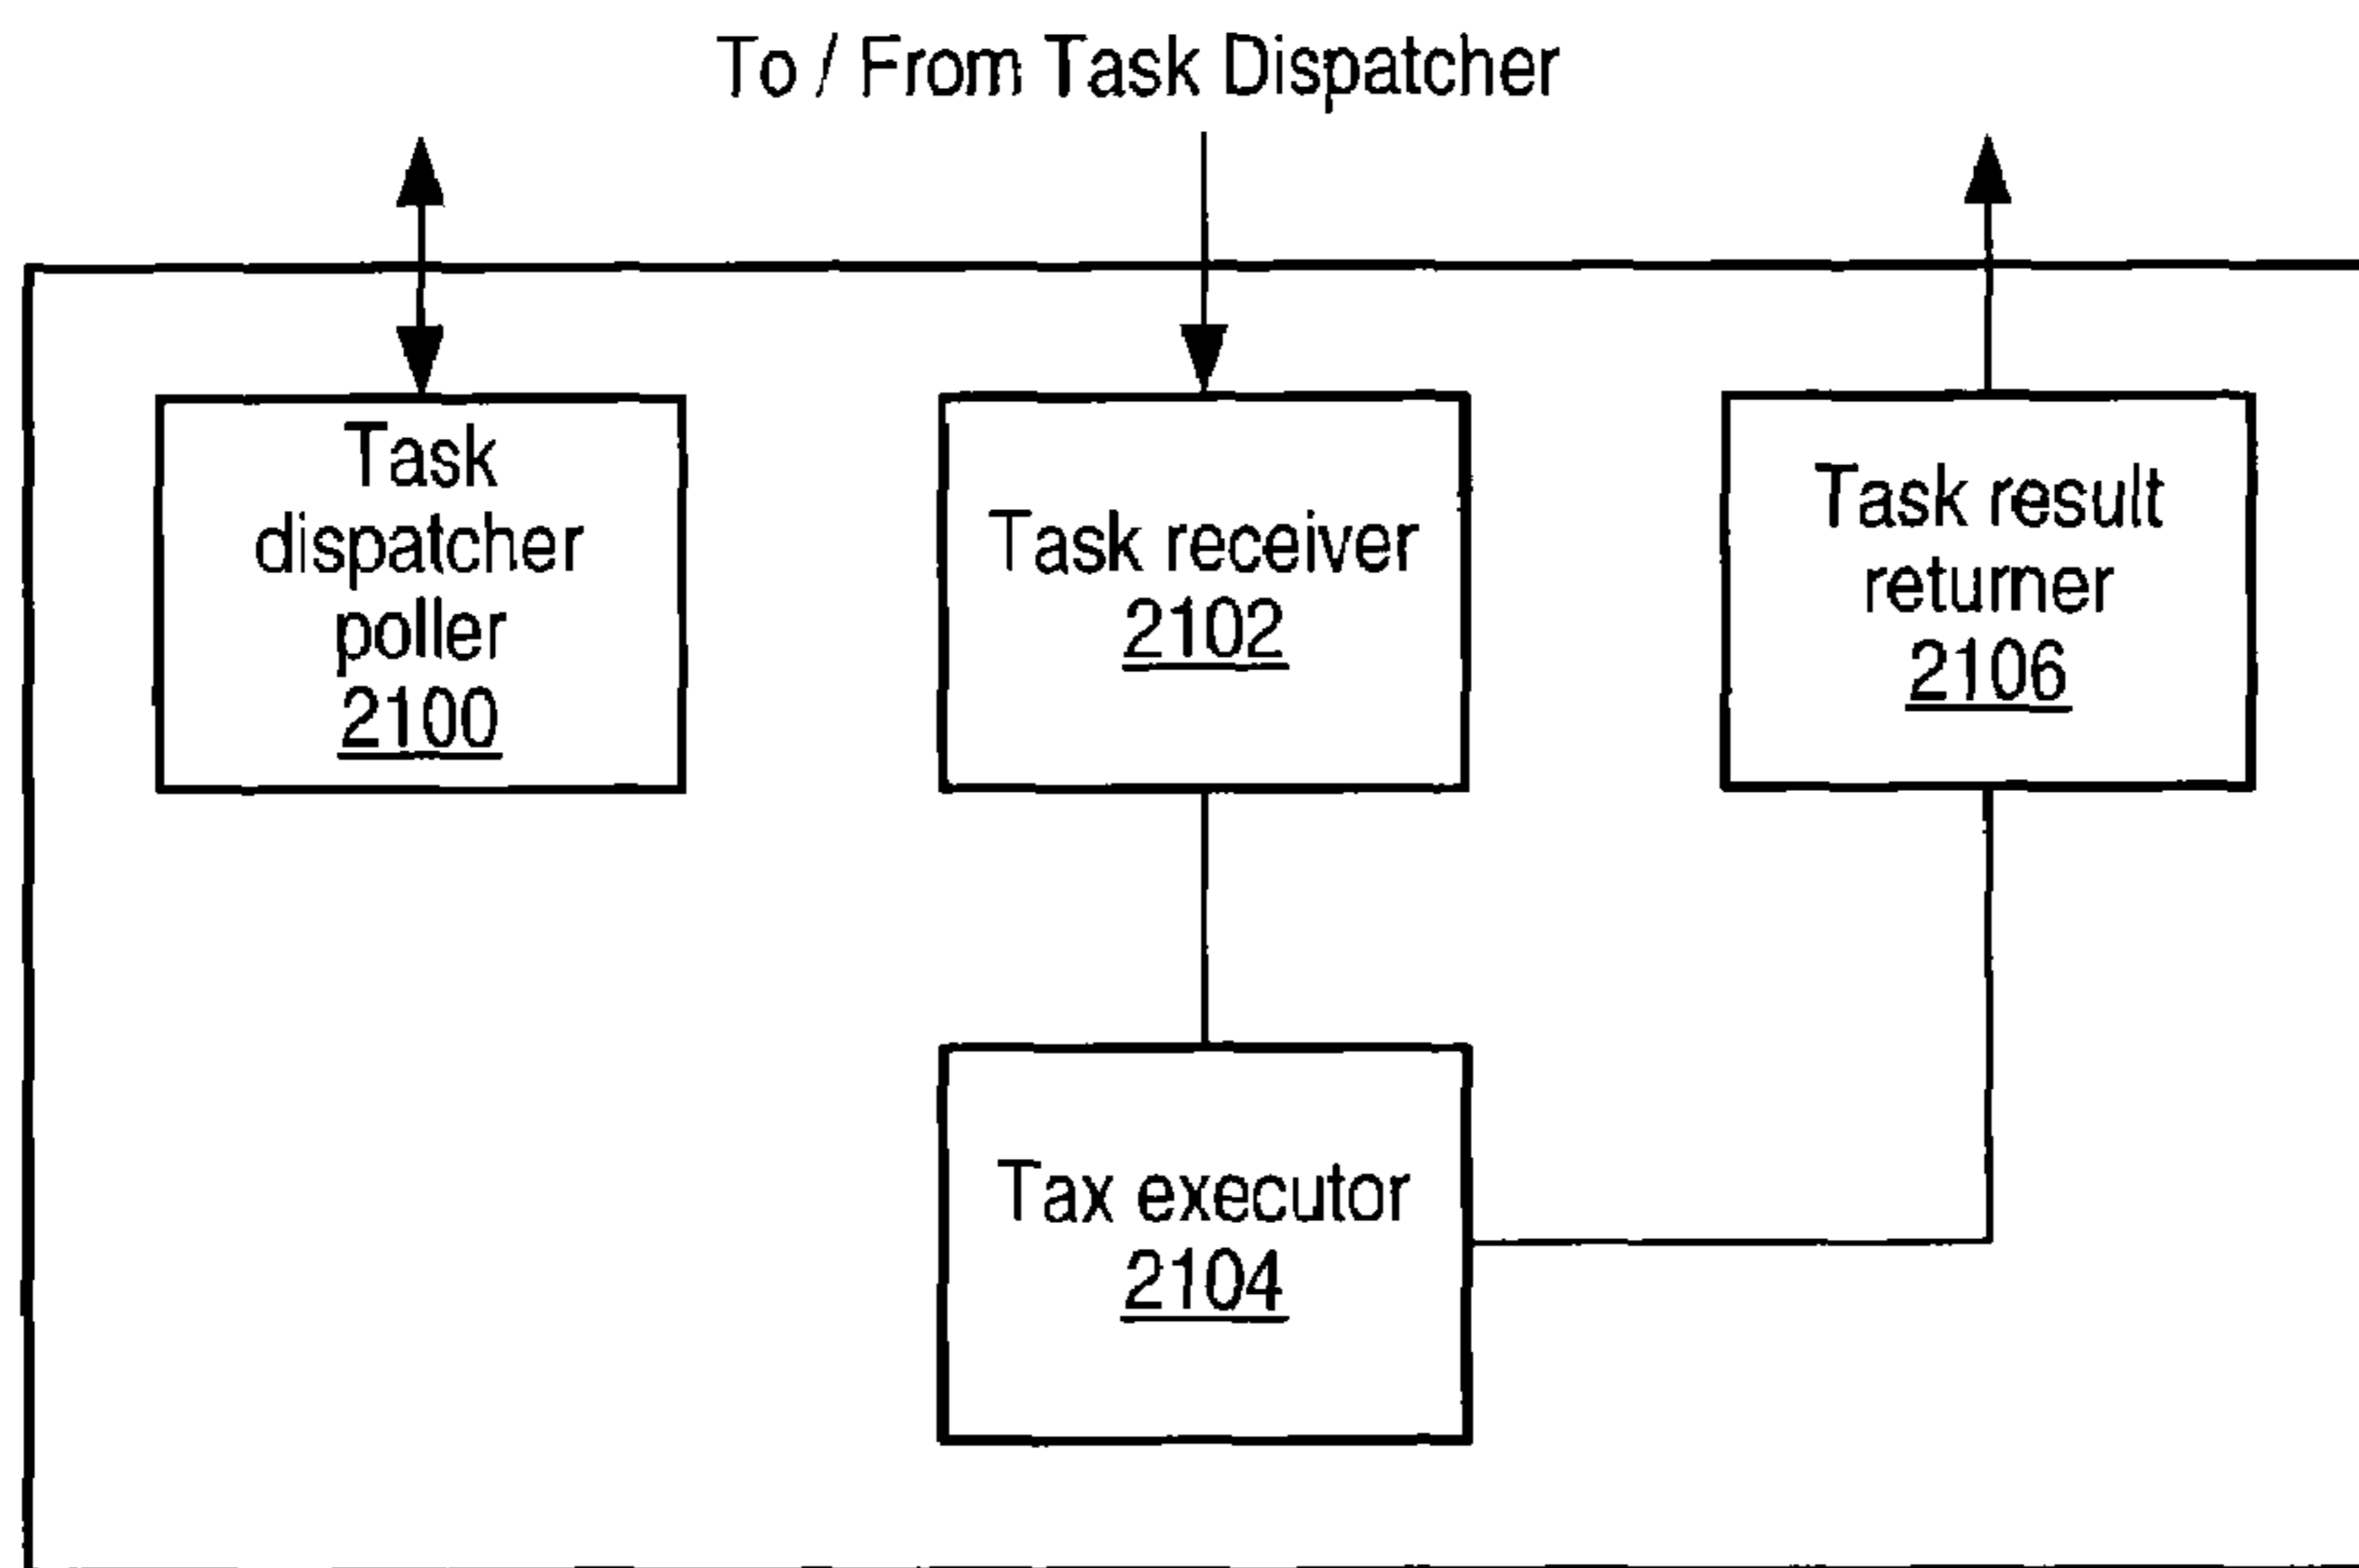 To / From Task Dispatcher
Task
dispatcher
poller
2100
Task receiver
2102
Task result
returner
2106
Tax executor
2104